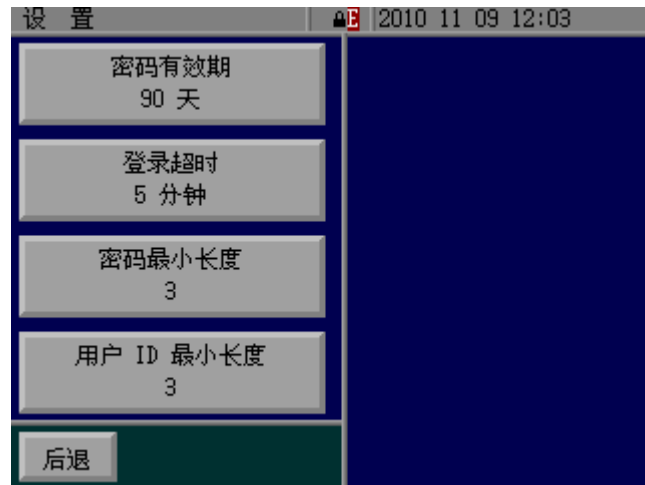 设 置
E 2010 11 09 12:03
密码有效期
90 天
登录超时
5 分钟
密码最小长度
3
用户 ID 最小长度
3
后退